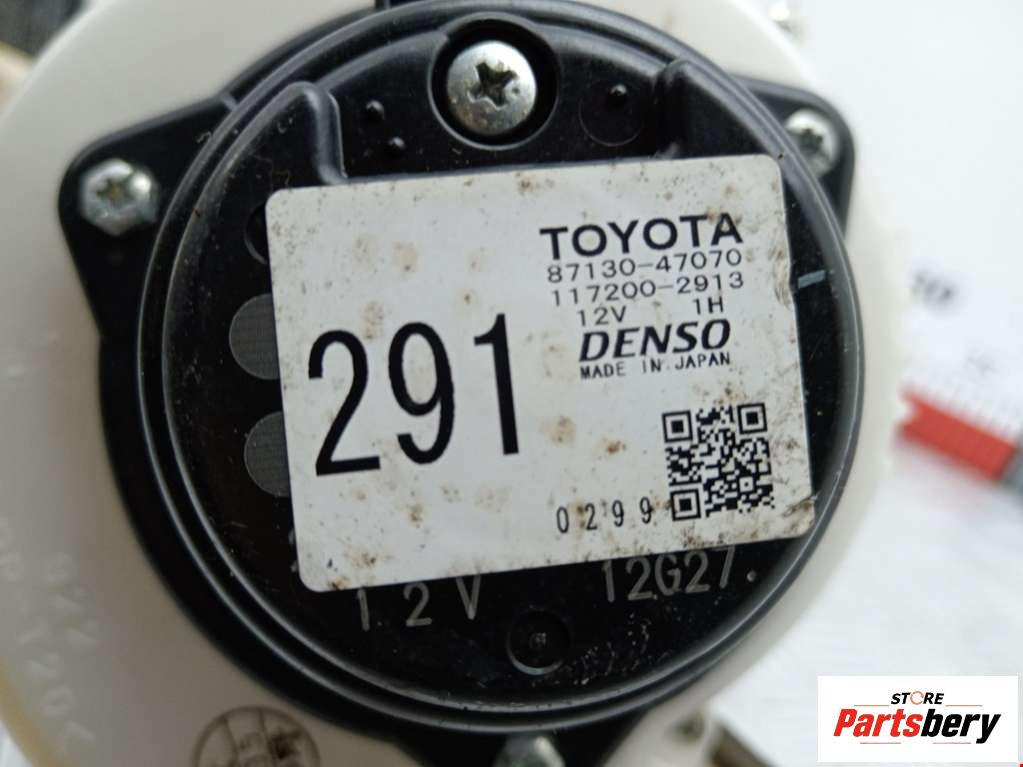 TOYOTA
87130-47070
117200-2913
12V 1H
DENSO
MADE IN JAPAN
291
0299
12V 12G27.
STORE
Partsbery